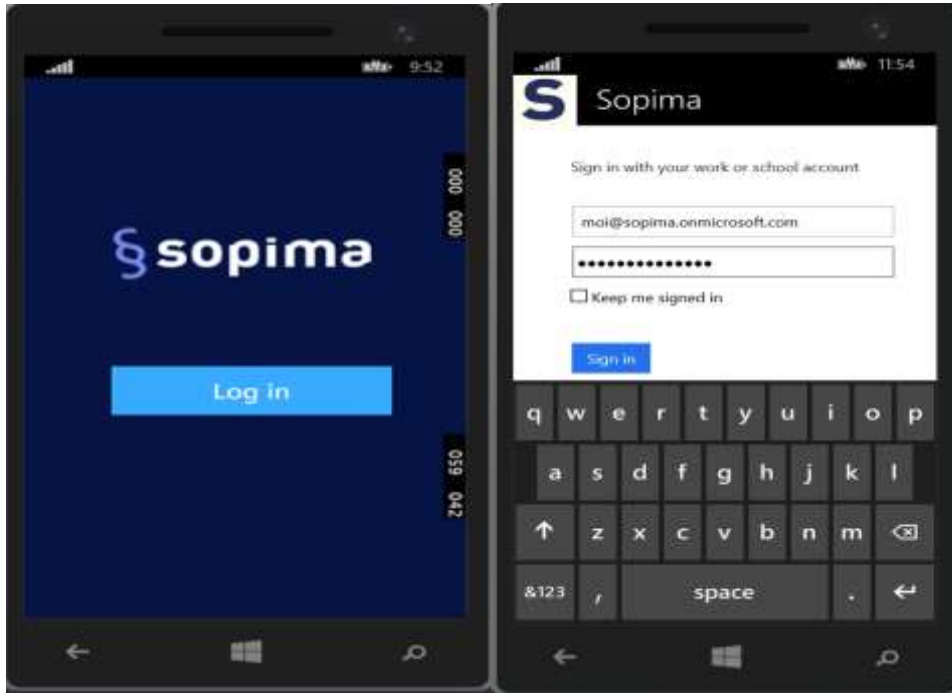 9:52
000 000
§sopima
Log in
059 042
11:54
S Sopima
Sign in with your work or school account
moi@sopima.onmicrosoft.com
Keep me signed in
Sign in
q w e r t y u i o p
a s d f g h j k l
z x c v b n m
&123 , space .